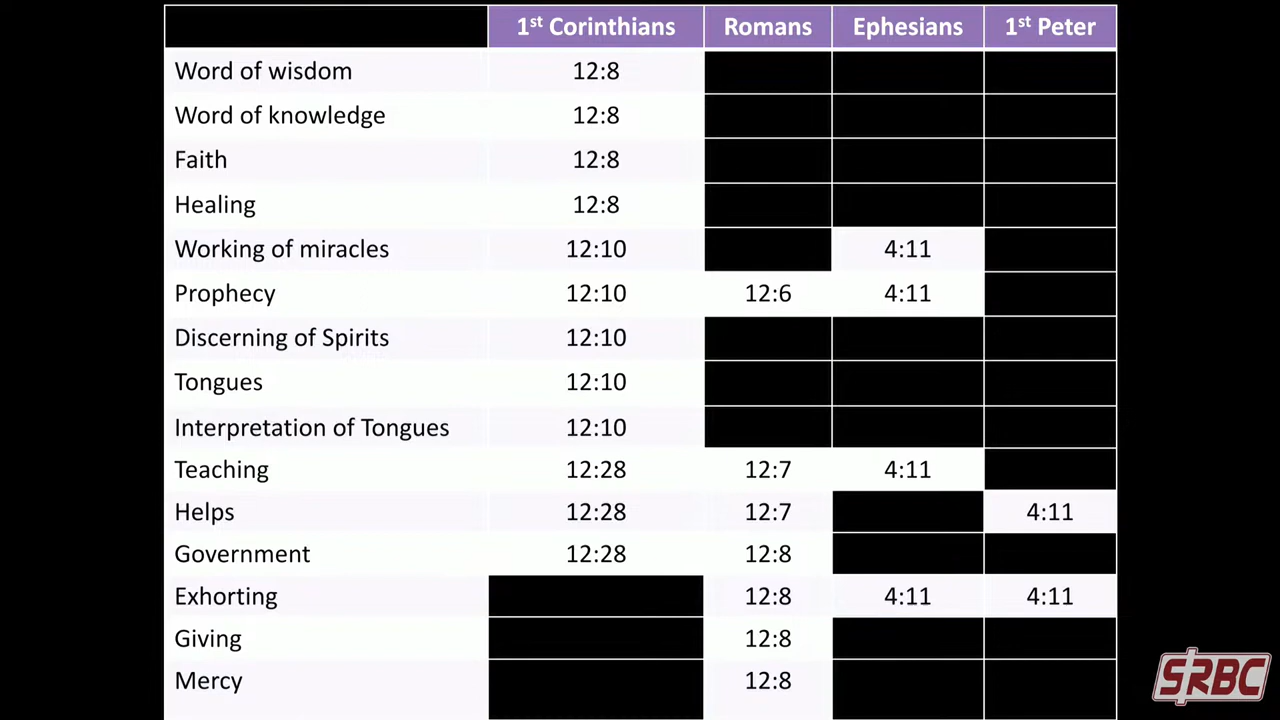 1st Corinthians Romans Ephesians 1st Peter
Word of wisdom 12:8
Word of knowledge 12:8
Faith 12:8
Healing 12:8
Working of miracles 12:10 4:11
Prophecy 12:10 12:6 4:11
Discerning of Spirits 12:10
Tongues 12:10
Interpretation of Tongues 12:10
Teaching 12:28 12:7 4:11
Helps 12:28 12:7 4:11
Government 12:28 12:8
Exhorting 12:8 4:11 4:11
Giving 12:8
Mercy 12:8
SRBC